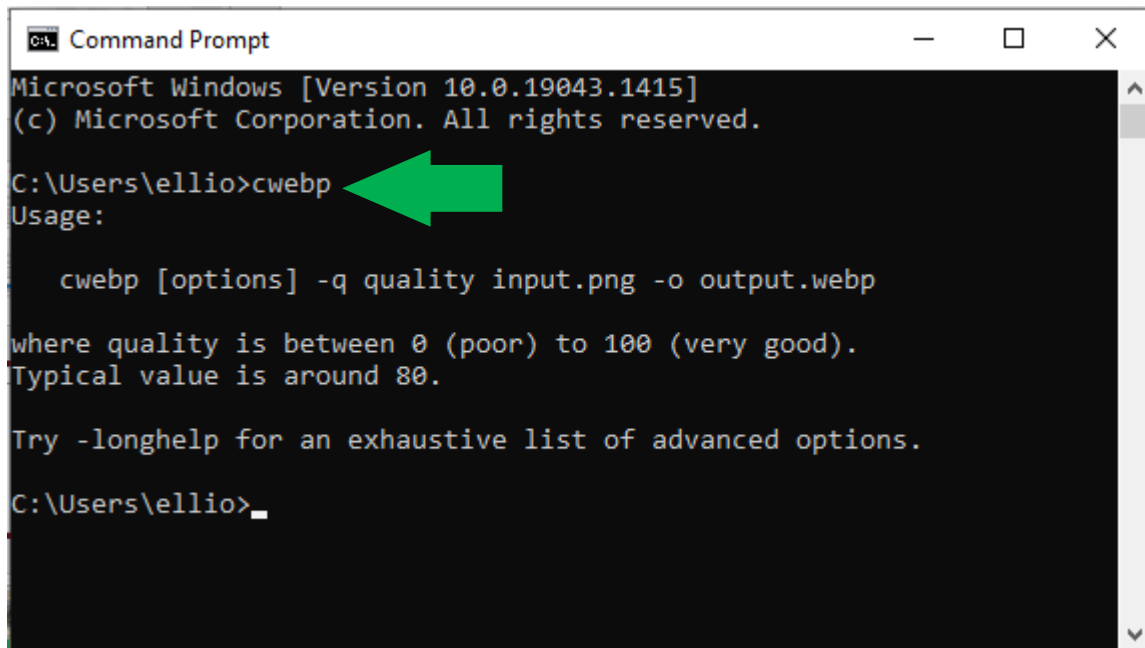 Command Prompt
Microsoft Windows [Version 10.0.19043.1415]
(c) Microsoft Corporation. All rights reserved.
C:\Users\ellio>cwebp
Usage:
cwebp [options] -q quality input.png -o output.webp
where quality is between 0 (poor) to 100 (very good).
Typical value is around 80.
Try -longhelp for an exhaustive list of advanced options.
C:\Users\ellio>